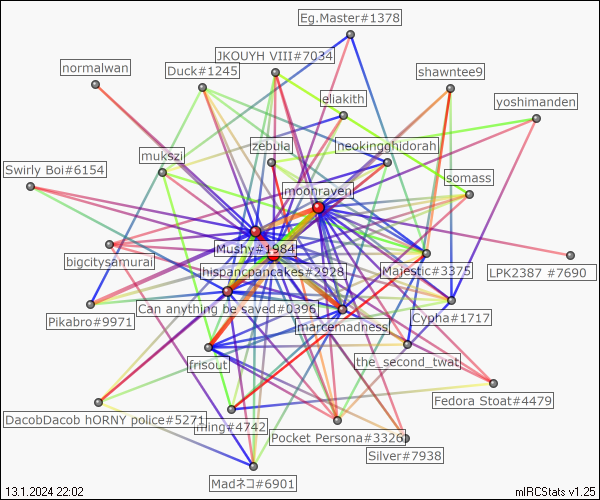 Eg.Master#1378
JKOUYH VIII#7034
normalwan
Duck#1245
shawntee9
eliakith
yoshimanden
zebula
neokingghidorah
mukszi
Swirly Boi#6154
moonraven
somass
Mushy#1984
bigcitysamurai
hispancpancakes#2928
Majestic#3375
LPK2387 #7690
Can anything be saved#0396
Pikabro#9971
Cypha#1717
marcemadness
frisout
the_second_twat
Fedora Stoat#4479
DacobDacob hORNY police#5271
ming#4742
Pocket Persona#3326
Silver#7938
Madネコ#6901
13.1.2024 22:02
mIRCStats v1.25